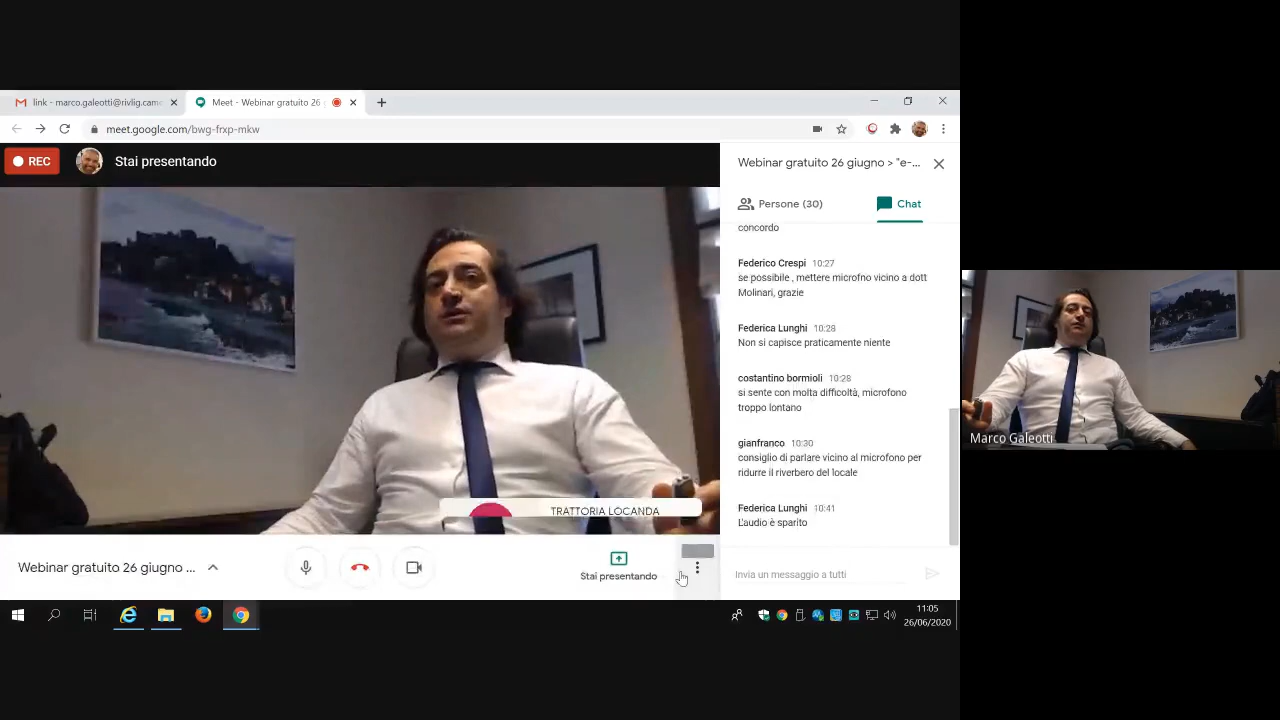 link - marco.galeotti@rivlig.came
Meet - Webinar gratuito 26
meet.google.com/bwg-frxp-mkw
REC
Stai presentando
Webinar gratuito 26 giugno > "e-...
Persone (30)
Chat
concordo
Federico Crespi 10:27
se possibile , mettere microfno vicino a dott
Molinari, grazie
Federica Lunghi 10:28
Non si capisce praticamente niente
costantino bormioli 10:28
si sente con molta difficoltà, microfono
troppo lontano
gianfranco 10:30
consiglio di parlare vicino al microfono per
ridurre il riverbero del locale
Federica Lunghi 10:41
L'audio è sparito
TRATTORIA LOCANDA
Webinar gratuito 26 giugno ...
Stai presentando
Invia un messaggio a tutti
11:05
26/06/2020
Marco Galeotti